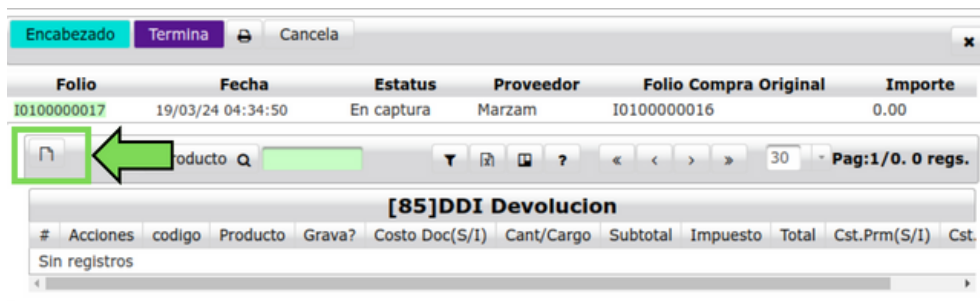 Encabezado Termina Cancela
Folio Fecha Estatus Proveedor Folio Compra Original Importe
I0100000017 19/03/24 04:34:50 En captura Marzam I0100000016 0.00
roducto ? « < > » 30 Pag:1/0. 0 regs.
[85]DDI Devolucion
# Acciones codigo Producto Grava? Costo Doc(S/I) Cant/Cargo Subtotal Impuesto Total Cst.Prm(S/I) Cst.
Sin registros